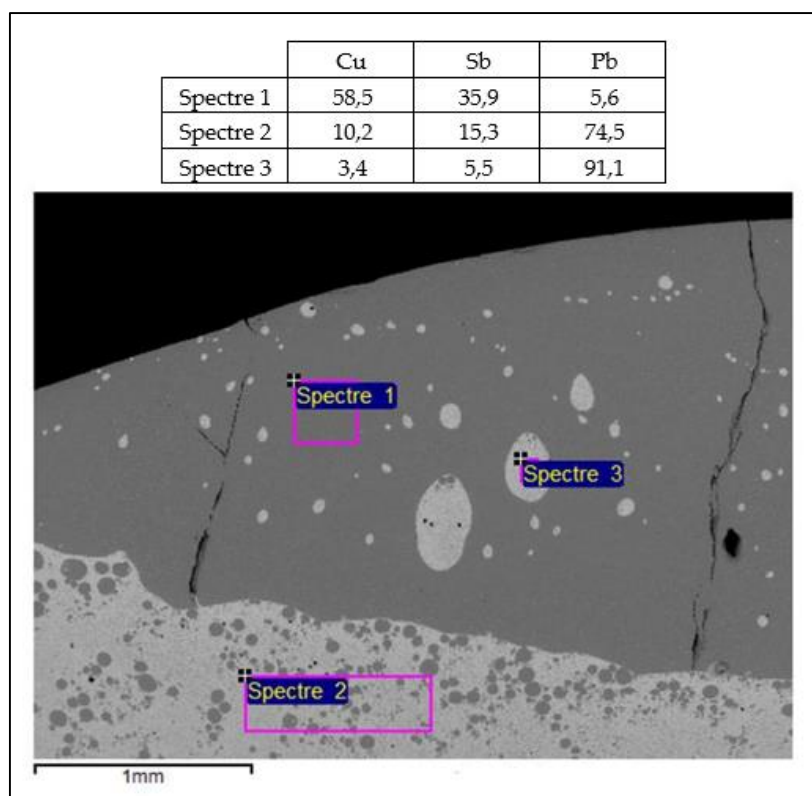 Cu Sb Pb
Spectre 1 58,5 35,9 5,6
Spectre 2 10,2 15,3 74,5
Spectre 3 3,4 5,5 91,1
Spectre 1
Spectre 3
Spectre 2
1mm